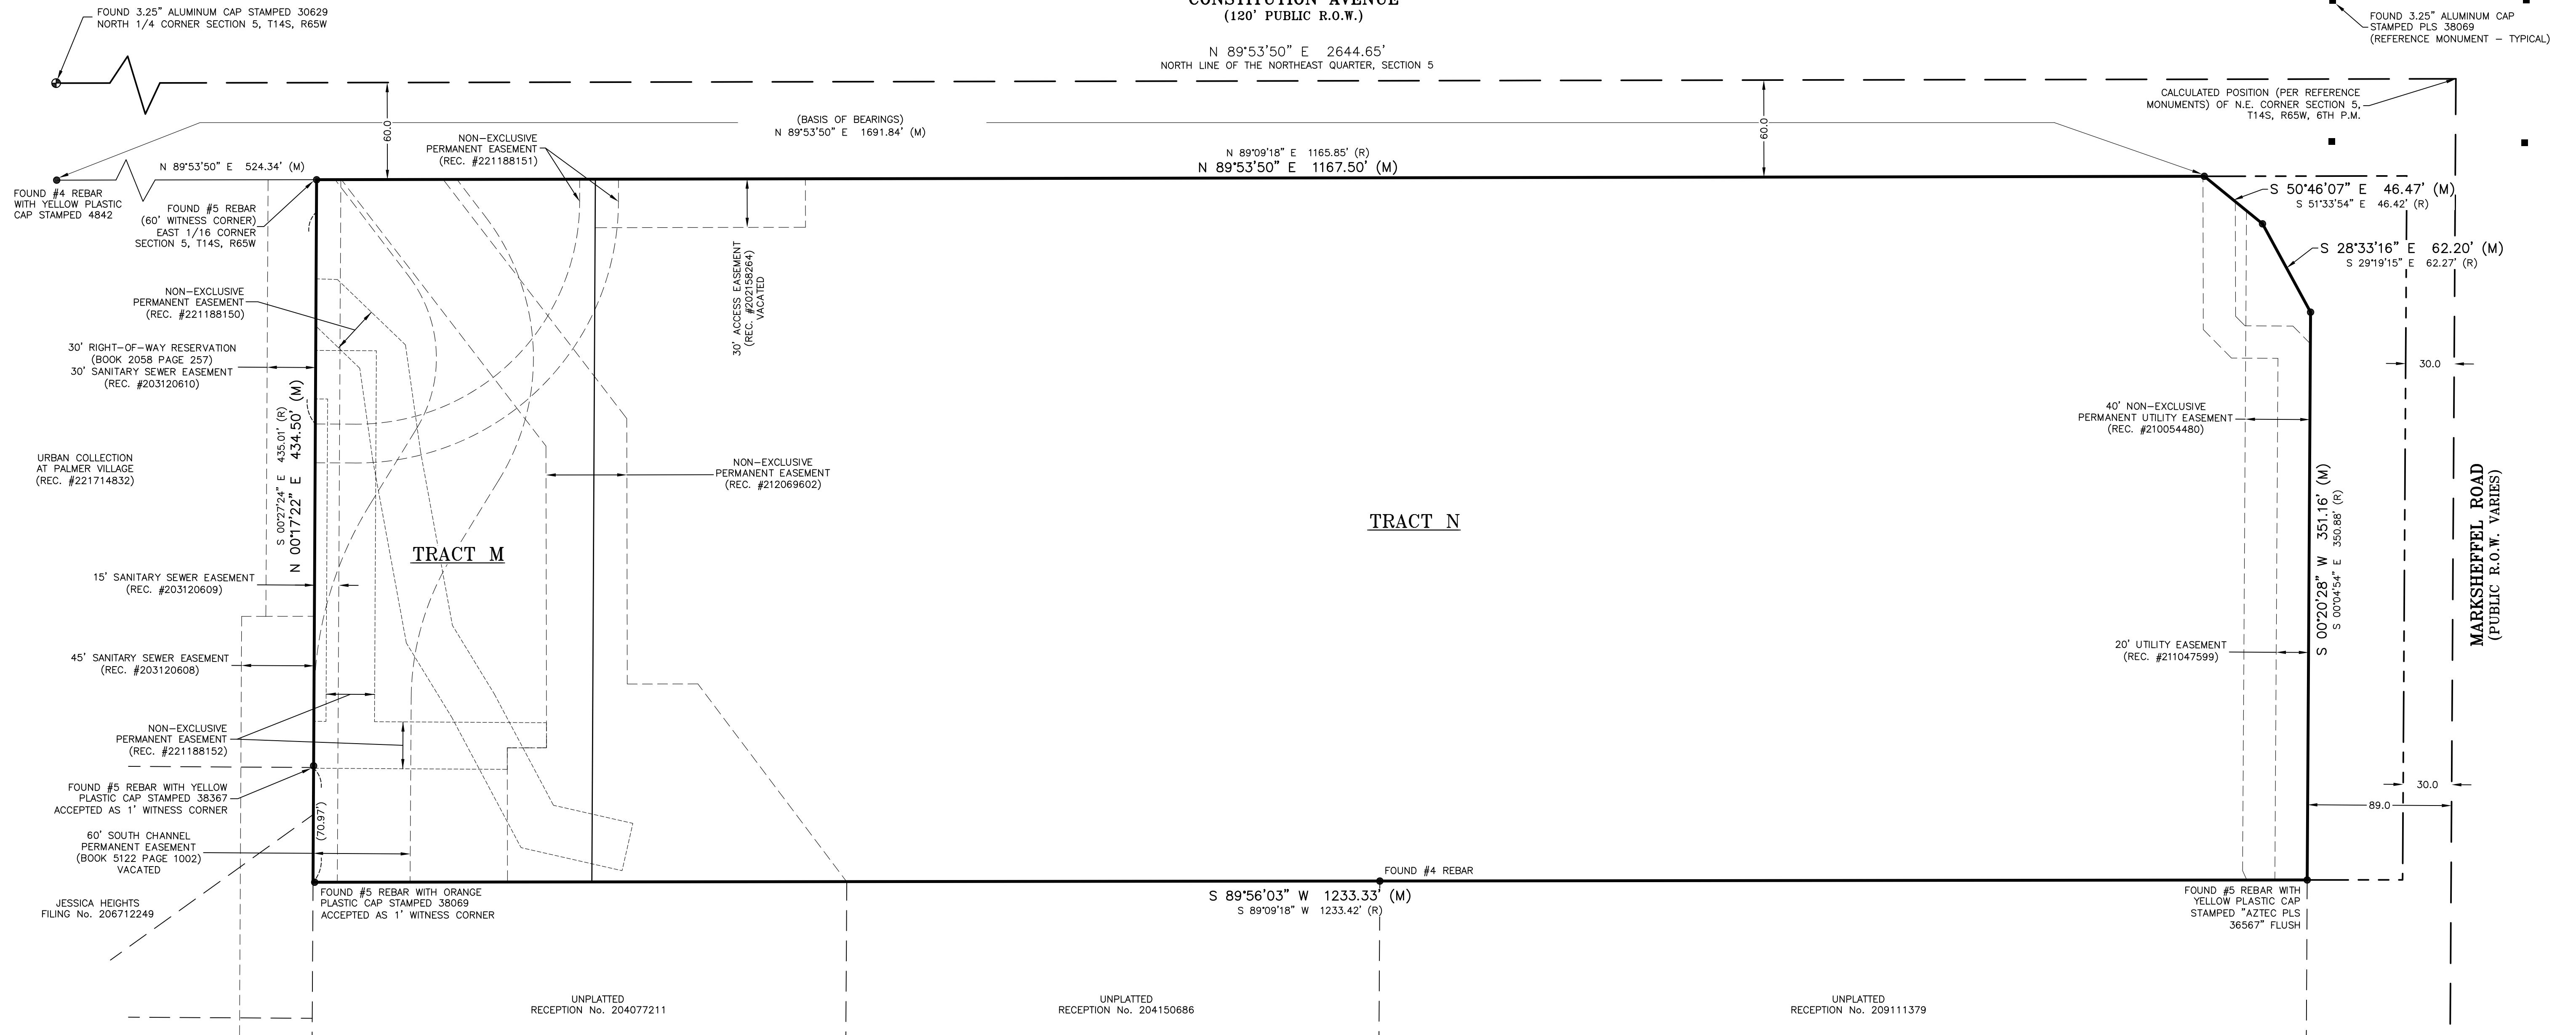 FOUND 3.25" ALUMINUM CAP STAMPED 30629
NORTH 1/4 CORNER SECTION 5, T14S, R65W
CONSTITUTION AVENUE
(120' PUBLIC R.O.W.)
FOUND 3.25" ALUMINUM CAP
STAMPED PLS 38069
(REFERENCE MONUMENT – TYPICAL)
N 89°53'50" E 2644.65'
NORTH LINE OF THE NORTHEAST QUARTER, SECTION 5
CALCULATED POSITION (PER REFERENCE
MONUMENTS) OF N.E. CORNER SECTION 5,
T14S, R65W, 6TH P.M.
60.0
(BASIS OF BEARINGS)
N 89°53'50" E 1691.84' (M)
60.0
NON-EXCLUSIVE
PERMANENT EASEMENT
(REC. #221188151)
N 89°53'50" E 524.34' (M)
N 89°09'18" E 1165.85' (R)
N 89°53'50" E 1167.50' (M)
FOUND #4 REBAR
WITH YELLOW PLASTIC
CAP STAMPED 4842
FOUND #5 REBAR
(60' WITNESS CORNER)
EAST 1/16 CORNER
SECTION 5, T14S, R65W
S 50°46'07" E 46.47' (M)
S 51°33'54" E 46.42' (R)
S 28°33'16" E 62.20' (M)
S 29°19'15" E 62.27' (R)
30' ACCESS EASEMENT
(REC. #202158264)
VACATED
NON-EXCLUSIVE
PERMANENT EASEMENT
(REC. #221188150)
30' RIGHT-OF-WAY RESERVATION
(BOOK 2058 PAGE 257)
30' SANITARY SEWER EASEMENT
(REC. #203120610)
30.0
S 00°27'24" E 435.01' (R)
N 00°17'22" E 434.50' (M)
40' NON-EXCLUSIVE
PERMANENT UTILITY EASEMENT
(REC. #210054480)
URBAN COLLECTION
AT PALMER VILLAGE
(REC. #221714832)
NON-EXCLUSIVE
PERMANENT EASEMENT
(REC. #212069602)
S 00°20'28" W 351.16' (M)
S 00°04'54" E 350.88' (R)
MARKSHEFFEL ROAD
(PUBLIC R.O.W. VARIES)
TRACT N
TRACT M
15' SANITARY SEWER EASEMENT
(REC. #203120609)
20' UTILITY EASEMENT
(REC. #211047599)
45' SANITARY SEWER EASEMENT
(REC. #203120608)
NON-EXCLUSIVE
PERMANENT EASEMENT
(REC. #221188152)
FOUND #5 REBAR WITH YELLOW
PLASTIC CAP STAMPED 38367
ACCEPTED AS 1' WITNESS CORNER
30.0
89.0
(70.97')
60' SOUTH CHANNEL
PERMANENT EASEMENT
(BOOK 5122 PAGE 1002)
VACATED
FOUND #4 REBAR
FOUND #5 REBAR WITH ORANGE
PLASTIC CAP STAMPED 38069
ACCEPTED AS 1' WITNESS CORNER
S 89°56'03" W 1233.33' (M)
S 89°09'18" W 1233.42' (R)
FOUND #5 REBAR WITH
YELLOW PLASTIC CAP
STAMPED "AZTEC PLS
36567" FLUSH
JESSICA HEIGHTS
FILING No. 206712249
UNPLATTED
RECEPTION No. 204077211
UNPLATTED
RECEPTION No. 204150686
UNPLATTED
RECEPTION No. 209111379